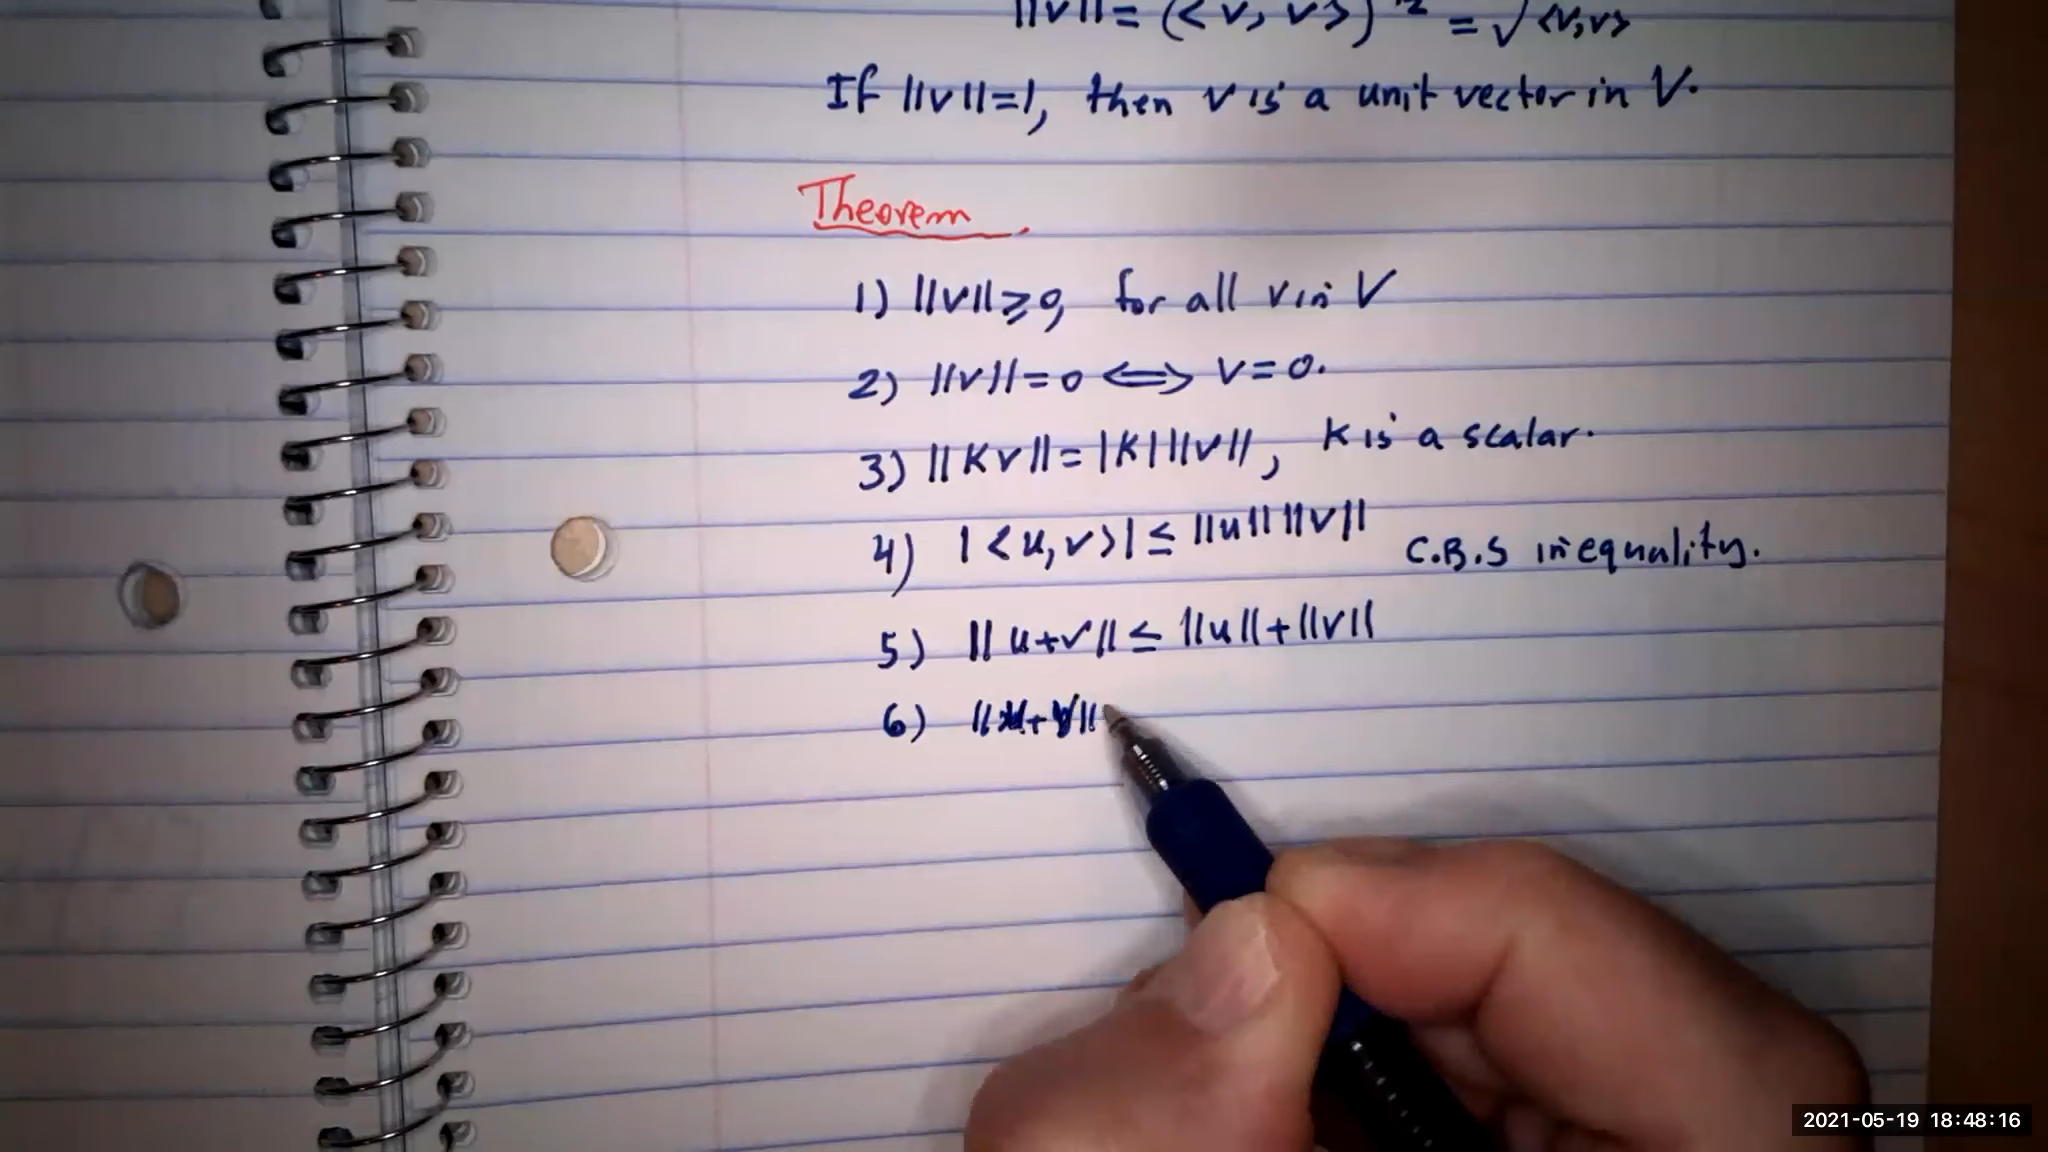 ||v|| = (<v, v>)^1/2 = √<v,v>
If ||v||=1, then v is a unit vector in V.
Theorem
1) ||v|| ≥ 0, for all v in V
2) ||v|| = 0 ⟺ v = 0.
3) ||Kv|| = |K| ||v||, K is a scalar.
4) |<u, v>| ≤ ||u|| ||v|| C.B.S inequality.
5) ||u+v|| ≤ ||u|| + ||v||
6) ||u+v||
2021-05-19 18:48:16